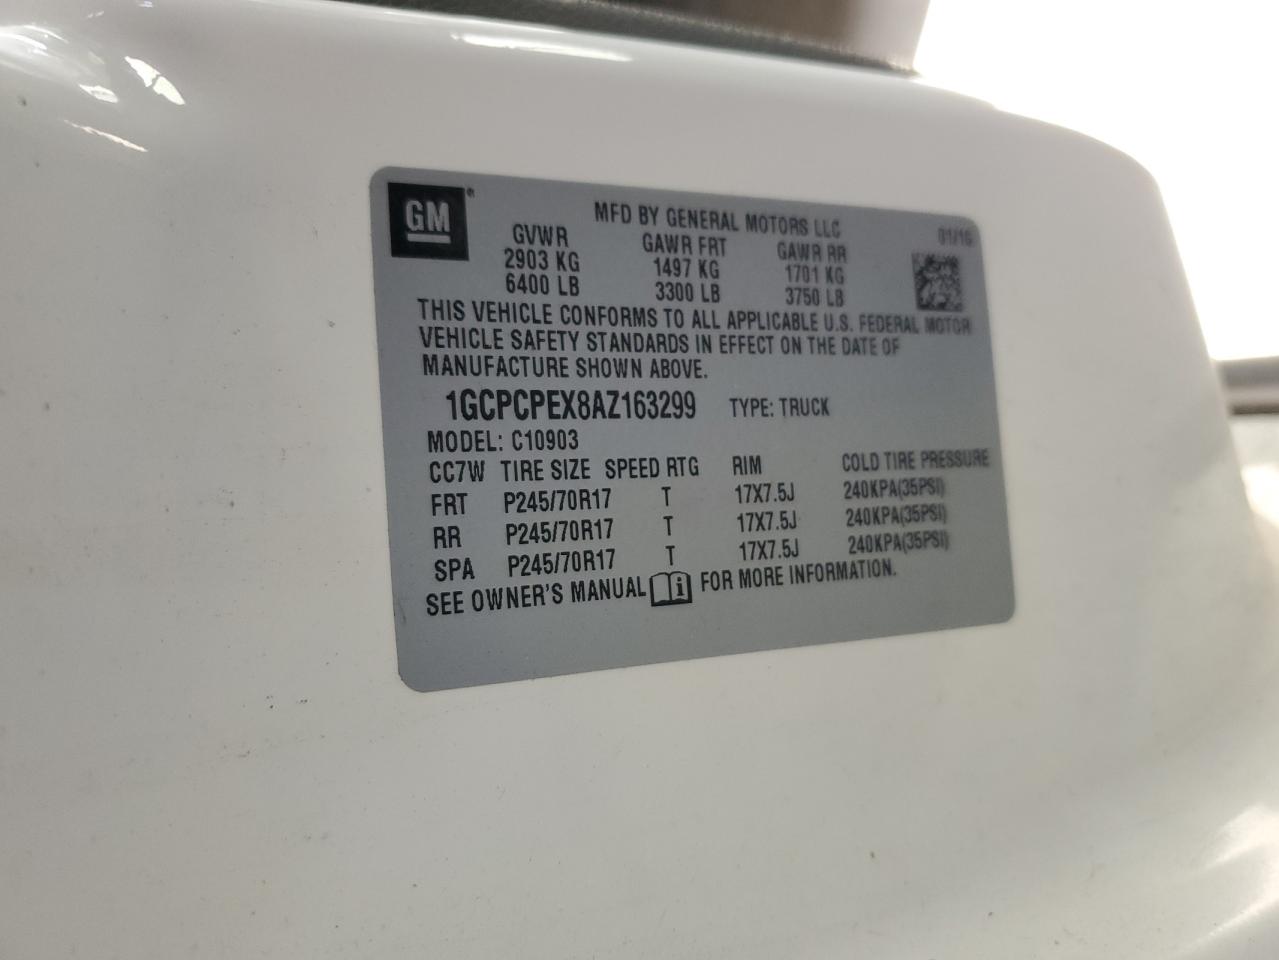 GM
MFD BY GENERAL MOTORS LLC
GVWR GAWR FRT GAWR RR
2903 KG 1497 KG 1701 KG
6400 LB 3300 LB 3750 LB
THIS VEHICLE CONFORMS TO ALL APPLICABLE U.S. FEDERAL MOTOR
VEHICLE SAFETY STANDARDS IN EFFECT ON THE DATE OF
MANUFACTURE SHOWN ABOVE.
1GCPCPEX8AZ163299 TYPE: TRUCK
MODEL: C10903
CC7W TIRE SIZE SPEED RTG RIM COLD TIRE PRESSURE
FRT P245/70R17 T 17X7.5J 240KPA(35PSI)
RR P245/70R17 T 17X7.5J 240KPA(35PSI)
SPA P245/70R17 T 17X7.5J 240KPA(35PSI)
SEE OWNER'S MANUAL FOR MORE INFORMATION.